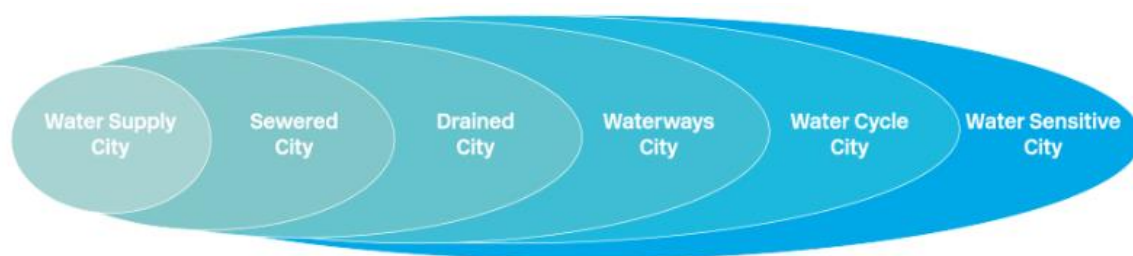 Water Supply
City
Sewered
City
Drained
City
Waterways
City
Water Cycle
City
Water Sensitive
City